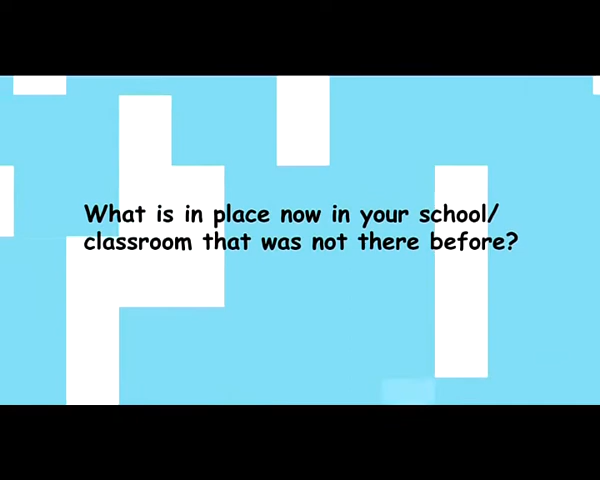 What is in place now in your school/
classroom that was not there before?